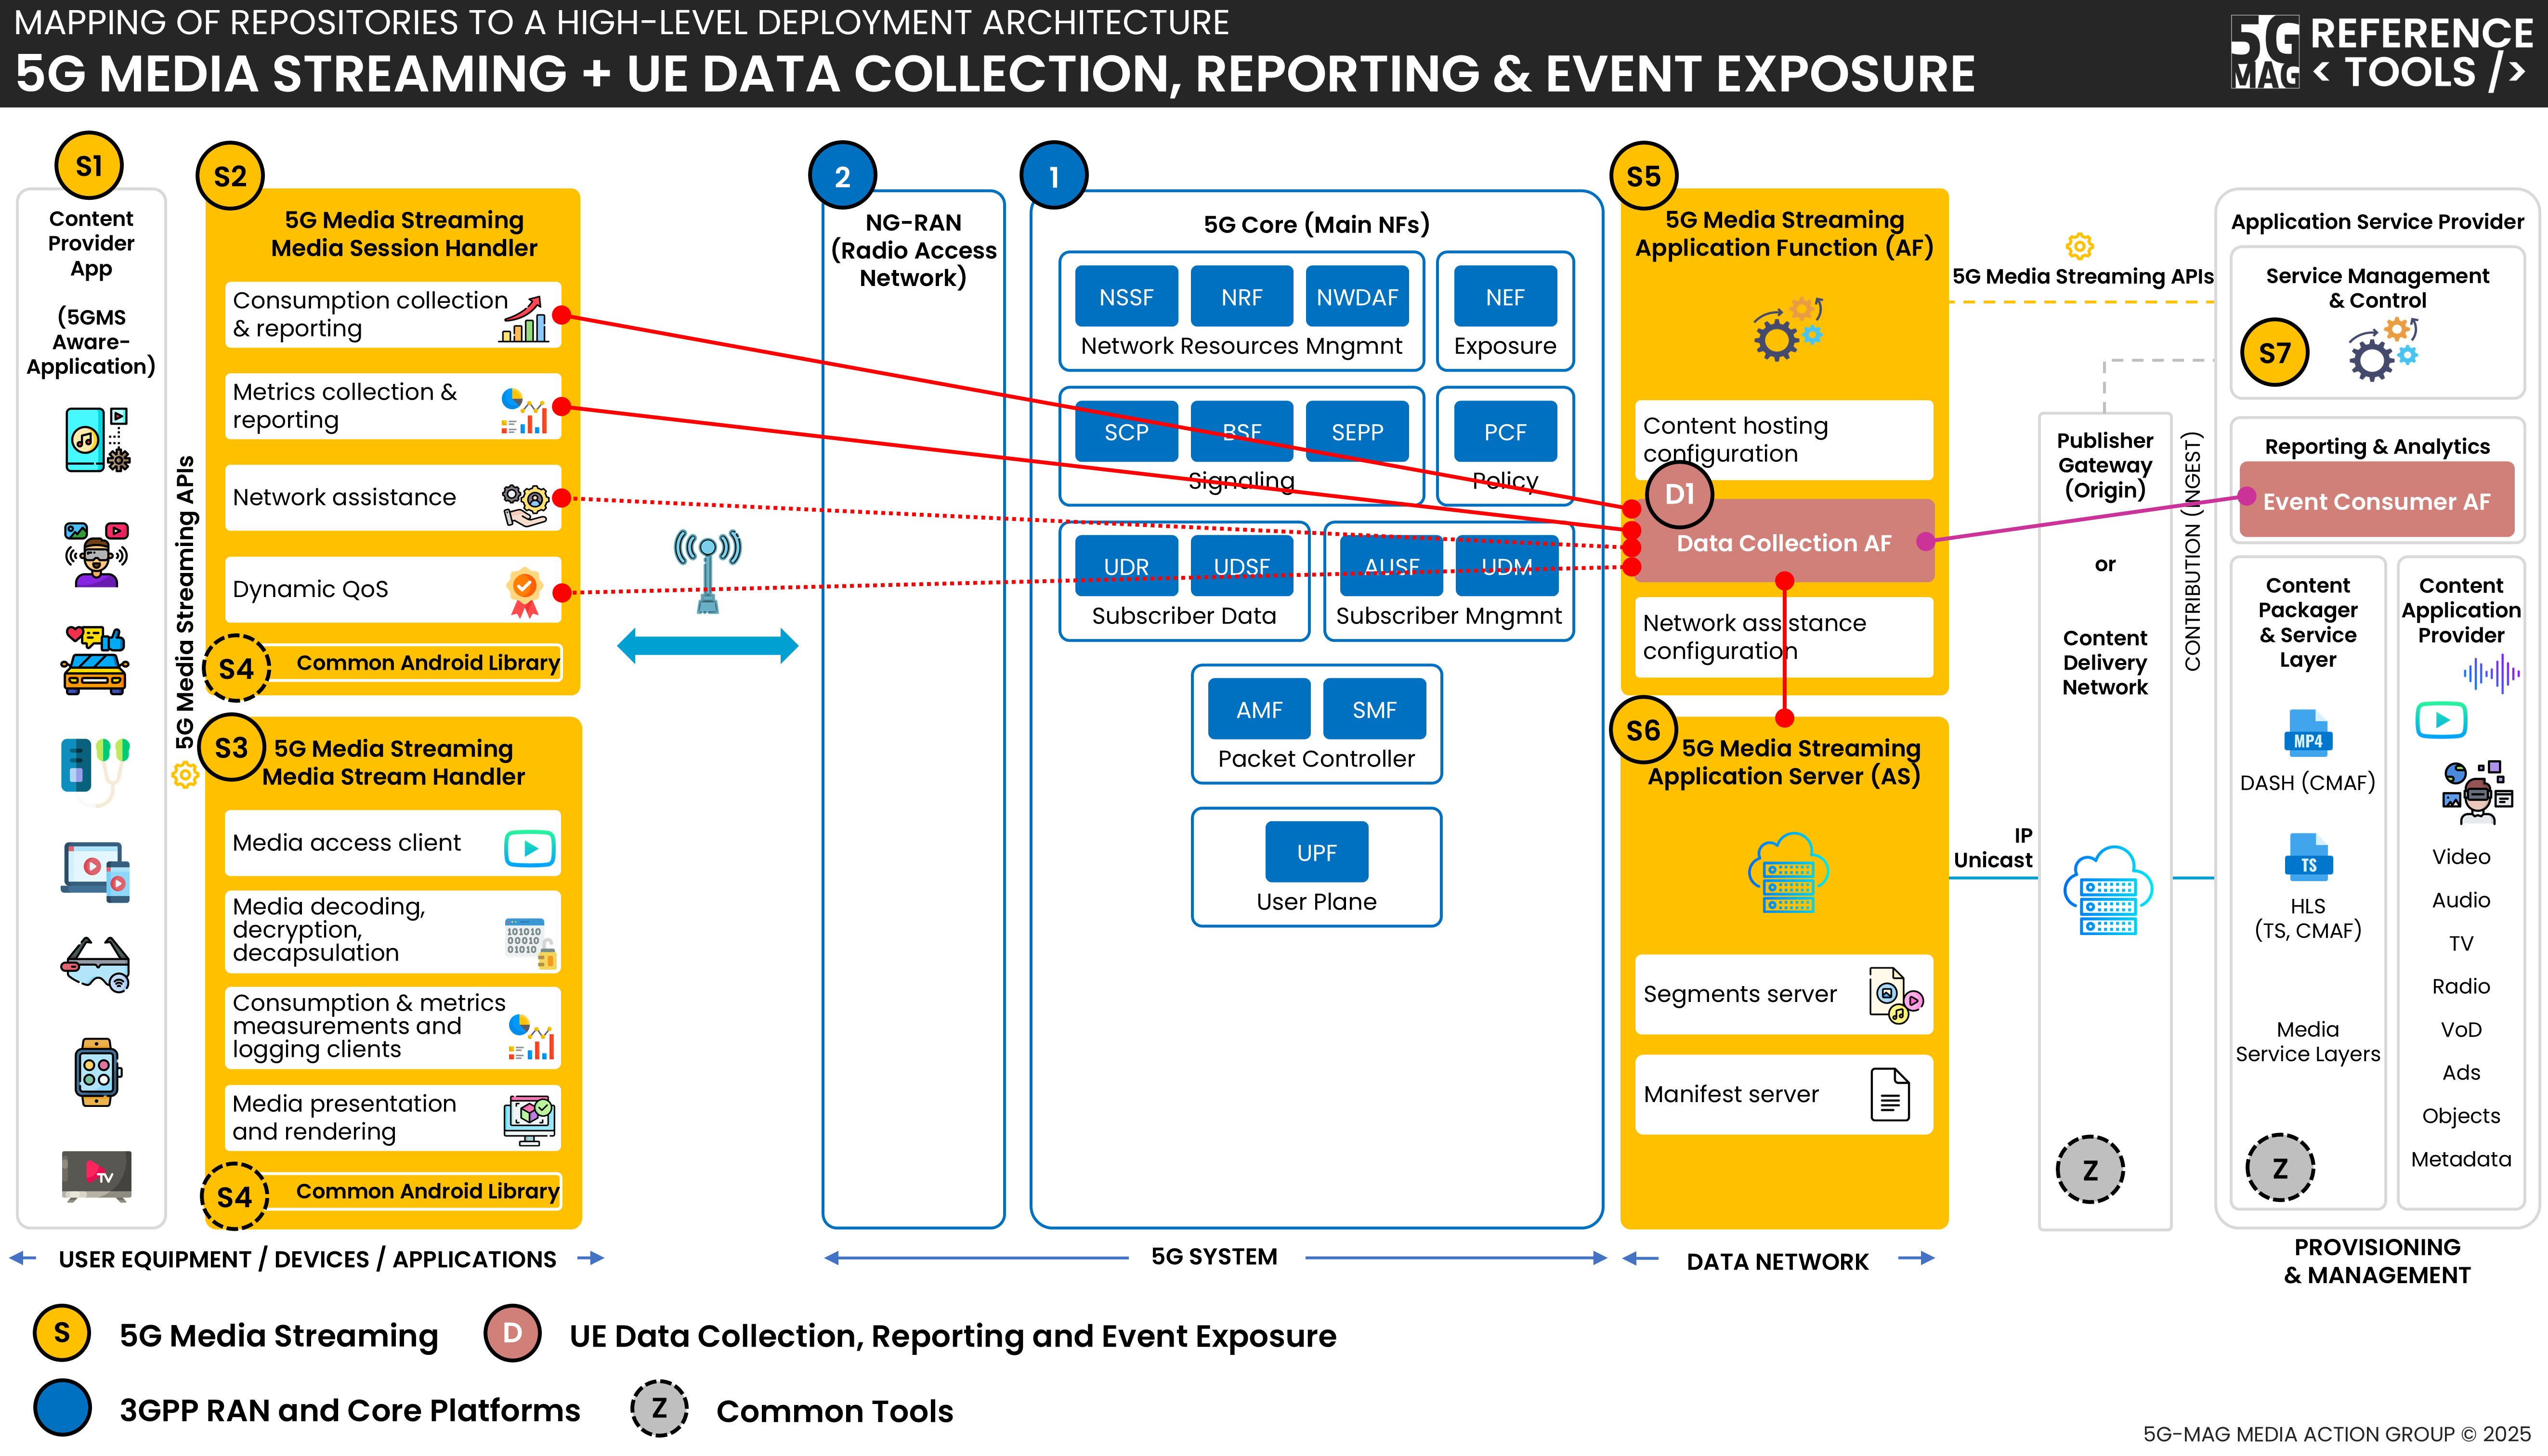 MAPPING OF REPOSITORIES TO A HIGH-LEVEL DEPLOYMENT ARCHITECTURE
5G MEDIA STREAMING + UE DATA COLLECTION, REPORTING & EVENT EXPOSURE
5G
MAG
REFERENCE
< TOOLS />
S1
Content
Provider
App
(5GMS
Aware-
Application)
TV
5G Media Streaming APIs
S2
5G Media Streaming
Media Session Handler
Consumption collection
& reporting
Metrics collection &
reporting
Network assistance
Dynamic QoS
S4
Common Android Library
S3
5G Media Streaming
Media Stream Handler
Media access client
Media decoding,
decryption,
decapsulation
101010
00010
01010
Consumption & metrics
measurements and
logging clients
Media presentation
and rendering
S4
Common Android Library
2
NG-RAN
(Radio Access
Network)
1
5G Core (Main NFs)
NSSF
NRF
NWDAF
Network Resources Mngmnt
NEF
Exposure
SCP
BSF
SEPP
Signaling
PCF
Policy
UDR
UDSF
Subscriber Data
AUSF
UDM
Subscriber Mngmnt
AMF
SMF
Packet Controller
UPF
User Plane
S5
5G Media Streaming
Application Function (AF)
Content hosting
configuration
D1
Data Collection AF
Network assistance
configuration
S6
5G Media Streaming
Application Server (AS)
Segments server
Manifest server
5G Media Streaming APIs
IP
Unicast
Publisher
Gateway
(Origin)
or
Content
Delivery
Network
Z
CONTRIBUTION (INGEST)
Application Service Provider
Service Management
& Control
S7
Reporting & Analytics
Event Consumer AF
Content
Packager
& Service
Layer
MP4
DASH (CMAF)
TS
HLS
(TS, CMAF)
Media
Service Layers
Z
Content
Application
Provider
Video
Audio
TV
Radio
VoD
Ads
Objects
Metadata
USER EQUIPMENT / DEVICES / APPLICATIONS
5G SYSTEM
DATA NETWORK
PROVISIONING
& MANAGEMENT
S
5G Media Streaming
D
UE Data Collection, Reporting and Event Exposure
3GPP RAN and Core Platforms
Z
Common Tools
5G-MAG MEDIA ACTION GROUP © 2025